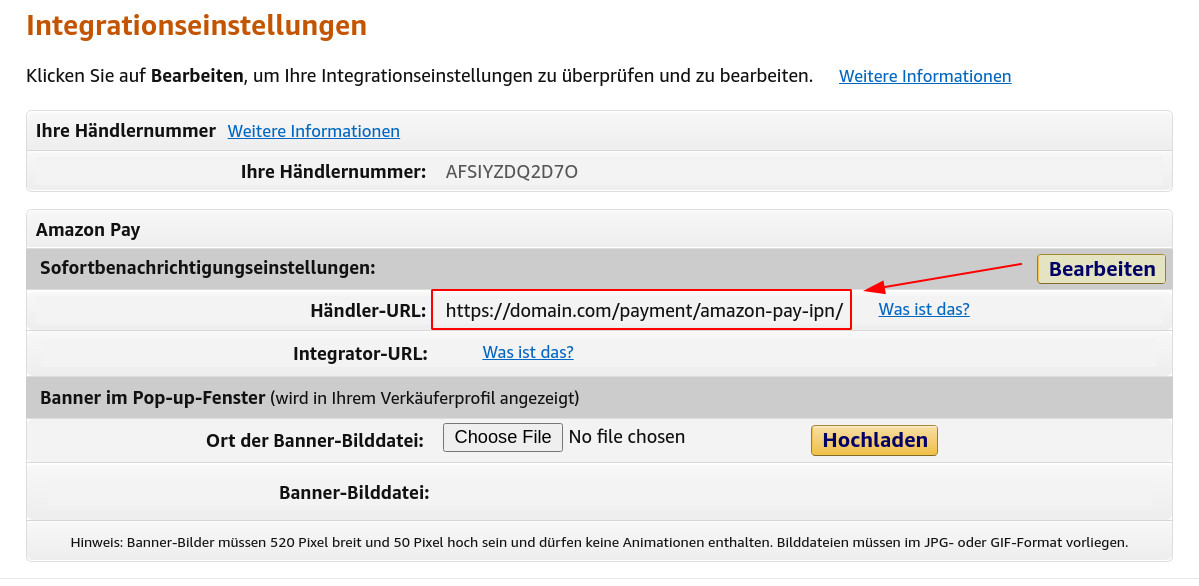 Integrationseinstellungen
Klicken Sie auf Bearbeiten, um Ihre Integrationseinstellungen zu überprüfen und zu bearbeiten. Weitere Informationen
Ihre Händlernummer Weitere Informationen
Ihre Händlernummer: AFSIYZDQ2D7O
Amazon Pay
Sofortbenachrichtigungseinstellungen: Bearbeiten
Händler-URL: https://domain.com/payment/amazon-pay-ipn/ Was ist das?
Integrator-URL: Was ist das?
Banner im Pop-up-Fenster (wird in Ihrem Verkäuferprofil angezeigt)
Ort der Banner-Bilddatei: Choose File No file chosen Hochladen
Banner-Bilddatei:
Hinweis: Banner-Bilder müssen 520 Pixel breit und 50 Pixel hoch sein und dürfen keine Animationen enthalten. Bilddateien müssen im JPG- oder GIF-Format vorliegen.